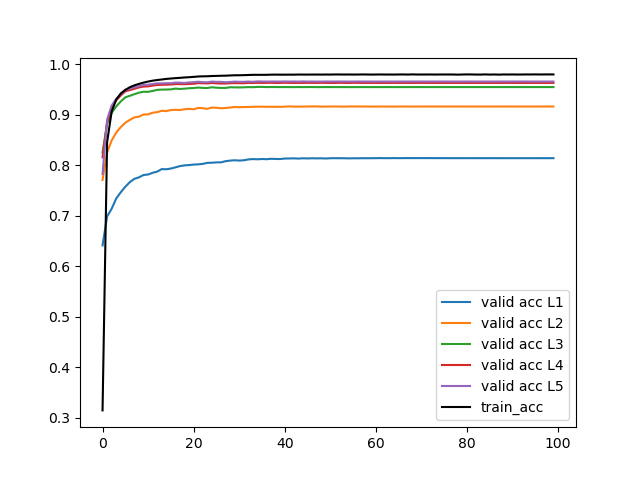 1.0
0.9
0.8
0.7
0.6
0.5
0.4
0.3
0 20 40 60 80 100
valid acc L1
valid acc L2
valid acc L3
valid acc L4
valid acc L5
train_acc